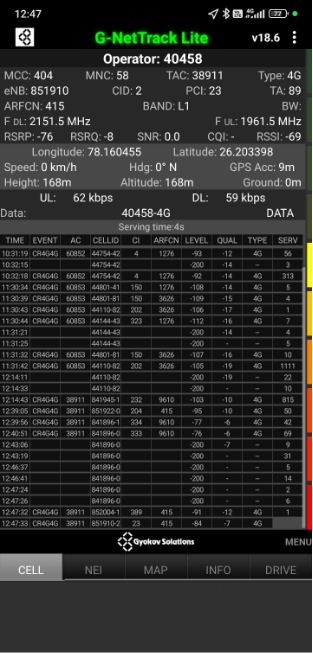 12:47
G-NetTrack Lite v18.6
Operator: 40458
MCC: 404 MNC: 58 TAC: 38911 Type: 4G
eNB: 851910 CID: 2 PCI: 23 TA: 89
ARFCN: 415 BAND: L1 BW:
F DL: 2151.5 MHz F UL: 1961.5 MHz
RSRP: -76 RSRQ: -8 SNR: 0.0 CQI: - RSSI: -69
Longitude: 78.160455 Latitude: 26.203398
Speed: 0 km/h Hdg: 0° N GPS Acc: 9m
Height: 168m Altitude: 168m Ground: 0m
UL: 62 kbps DL: 59 kbps
Data: 40458-4G DATA
Serving time:4s
TIME EVENT AC CELLID CI ARFCN LEVEL QUAL TYPE SERV
10:31:19 CR4G4G 60852 44754-42 4 1276 -93 -12 4G 56
10:32:15 44754-42 -200 -14 – 3
10:32:18 CR4G4G 60852 44754-42 4 1276 -92 -14 4G 313
11:30:34 CR4G4G 60853 44801-41 150 1276 -108 -14 4G 5
11:30:39 CR4G4G 60853 44801-81 150 3626 -109 -15 4G 4
11:30:43 CR4G4G 60853 44110-82 202 3626 -106 -17 4G 1
11:30:44 CR4G4G 60853 44144-43 323 1276 -112 -16 4G 7
11:31:21 44144-43 -200 -14 – 4
11:31:25 44144-43 -200 - – 5
11:31:32 CR4G4G 60853 44801-81 150 3626 -107 -16 4G 10
11:31:42 CR4G4G 60853 44110-82 202 3626 -105 -19 4G 1111
12:14:11 44110-82 -200 -19 – 22
12:14:33 44110-82 -200 - – 10
12:14:43 CR4G4G 38911 841945-1 232 9610 -103 -10 4G 815
12:39:05 CR4G4G 38911 851922-0 204 415 -95 -10 4G 50
12:39:56 CR4G4G 38911 841896-1 334 9610 -77 -6 4G 42
12:40:51 CR4G4G 38911 841896-0 333 9610 -76 -6 4G 69
12:43:06 841896-0 -200 -7 – 9
12:43:19 841896-0 -200 - – 31
12:46:37 841896-0 -200 - – 5
12:46:41 841896-0 -200 - – 14
12:47:24 841896-0 -200 - – 2
12:47:26 841896-0 -200 - – 6
12:47:32 CR4G4G 38911 852004-1 389 415 -91 -12 4G 1
12:47:33 CR4G4G 38911 851910-2 23 415 -84 -7 4G
Gyokov Solutions MENU
CELL NEI MAP INFO DRIVE